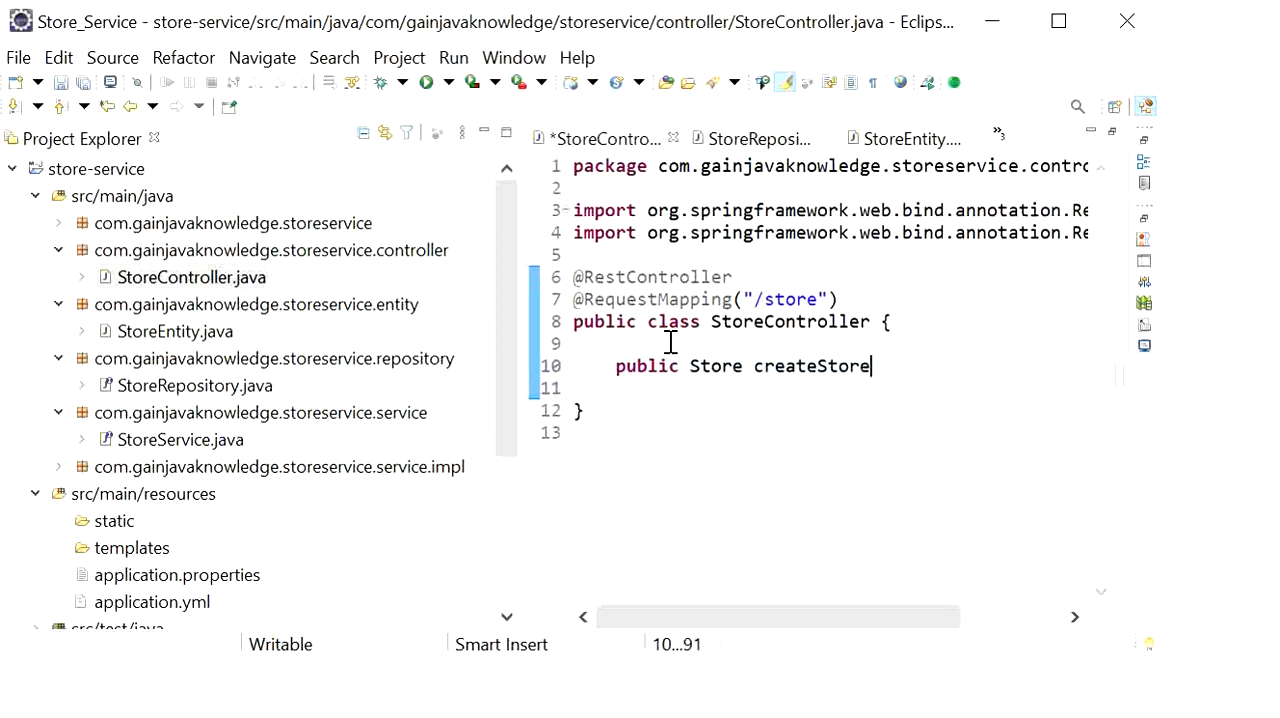 Store_Service - store-service/src/main/java/com/gainjavaknowledge/storeservice/controller/StoreController.java - Eclips...
File Edit Source Refactor Navigate Search Project Run Window Help
Project Explorer
store-service
src/main/java
com.gainjavaknowledge.storeservice
com.gainjavaknowledge.storeservice.controller
StoreController.java
com.gainjavaknowledge.storeservice.entity
StoreEntity.java
com.gainjavaknowledge.storeservice.repository
StoreRepository.java
com.gainjavaknowledge.storeservice.service
StoreService.java
com.gainjavaknowledge.storeservice.service.impl
src/main/resources
static
templates
application.properties
application.yml
src/test/java
*StoreContro... StoreReposi... StoreEntity.... »3
1 package com.gainjavaknowledge.storeservice.contro
2
3 import org.springframework.web.bind.annotation.Re
4 import org.springframework.web.bind.annotation.Re
5
6 @RestController
7 @RequestMapping("/store")
8 public class StoreController {
9
10 public Store createStore
11
12 }
13
Writable Smart Insert 10...91